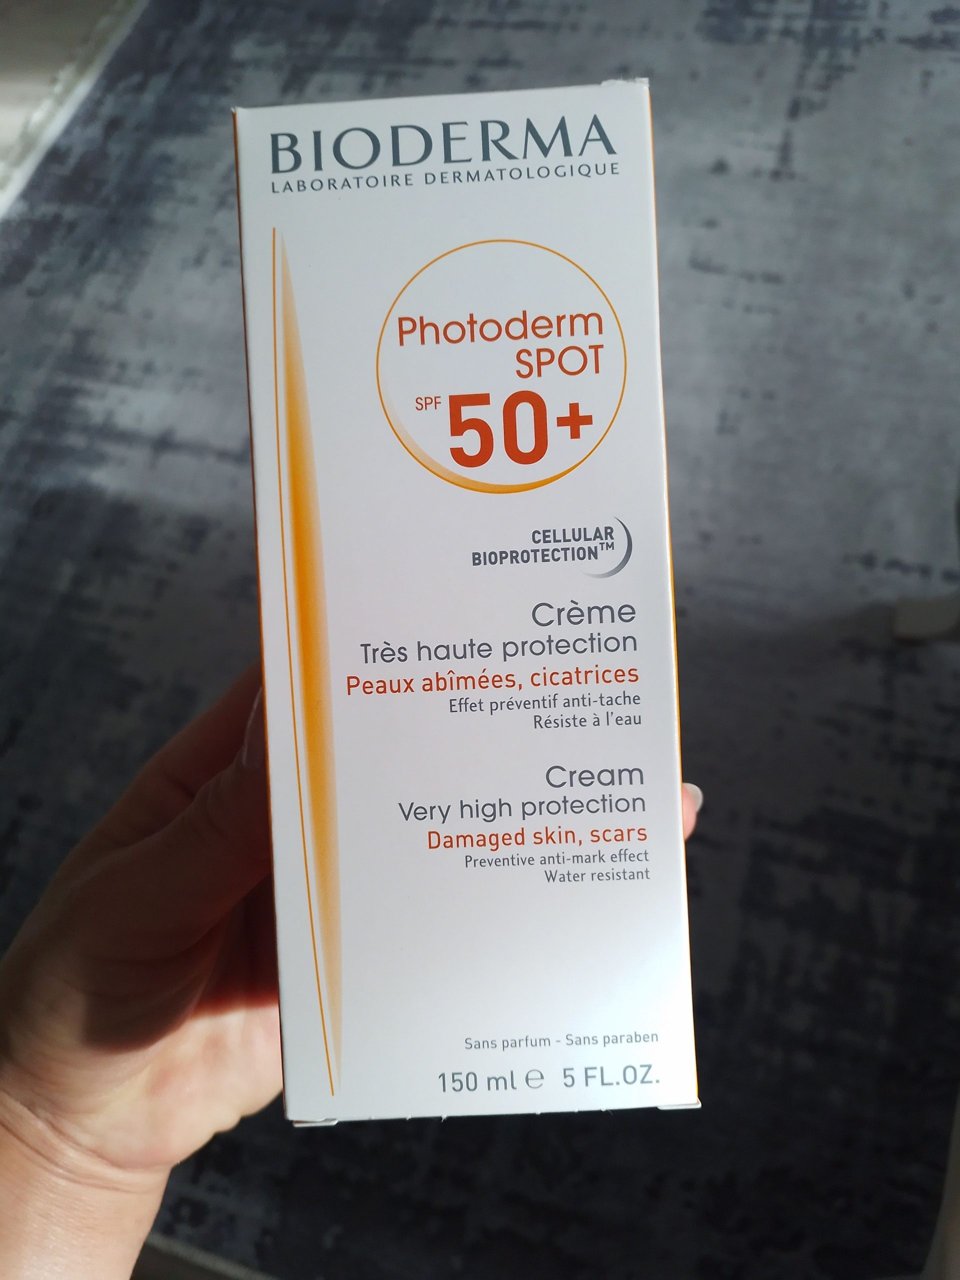 BIODERMA
LABORATOIRE DERMATOLOGIQUE
Photoderm
SPOT
SPF 50+
CELLULAR
BIOPROTECTION™
Crème
Très haute protection
Peaux abîmées, cicatrices
Effet préventif anti-tache
Résiste à l'eau
Cream
Very high protection
Damaged skin, scars
Preventive anti-mark effect
Water resistant
Sans parfum - Sans paraben
150 ml ℮ 5 FL.OZ.